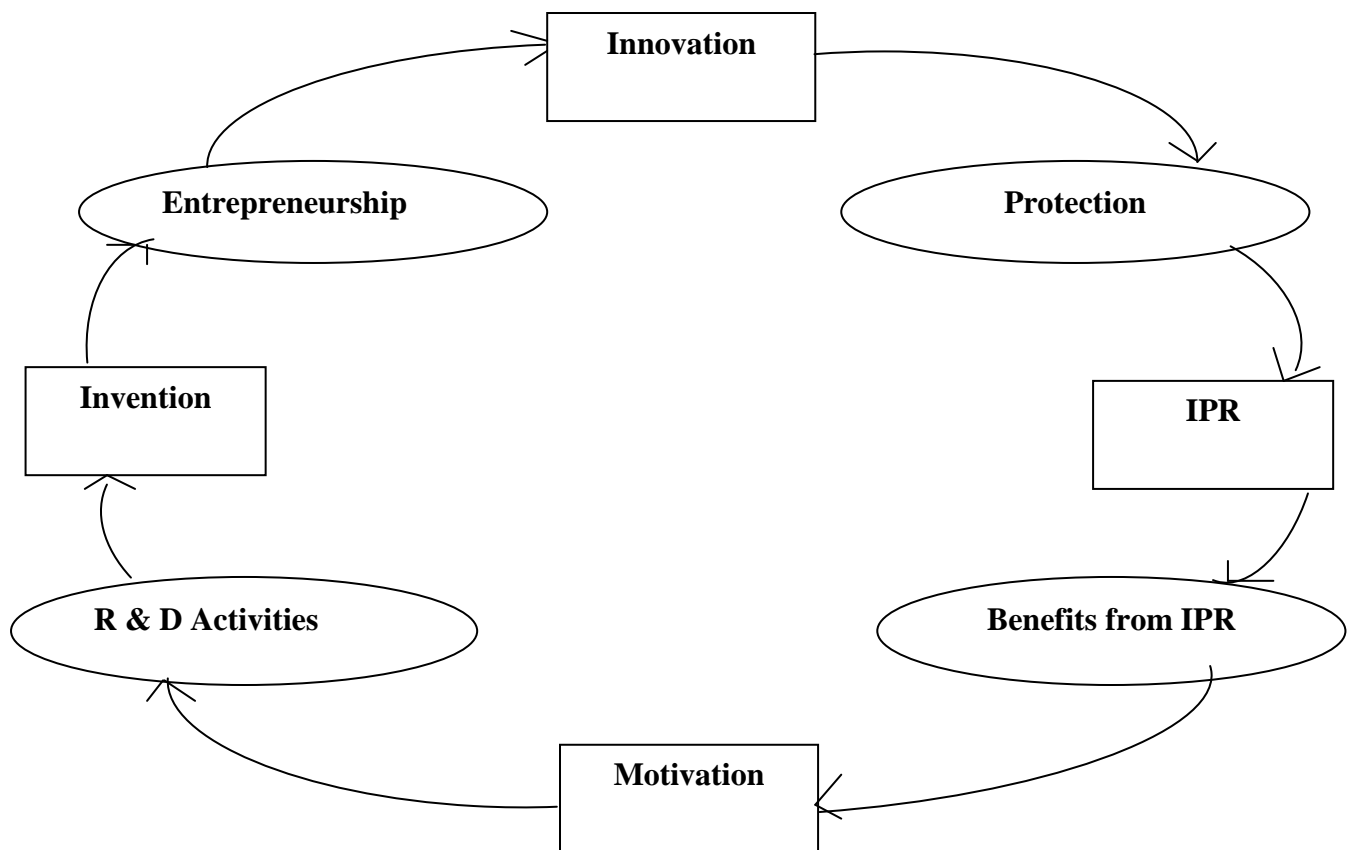 Innovation
Entrepreneurship
Protection
Invention
IPR
R & D Activities
Benefits from IPR
Motivation